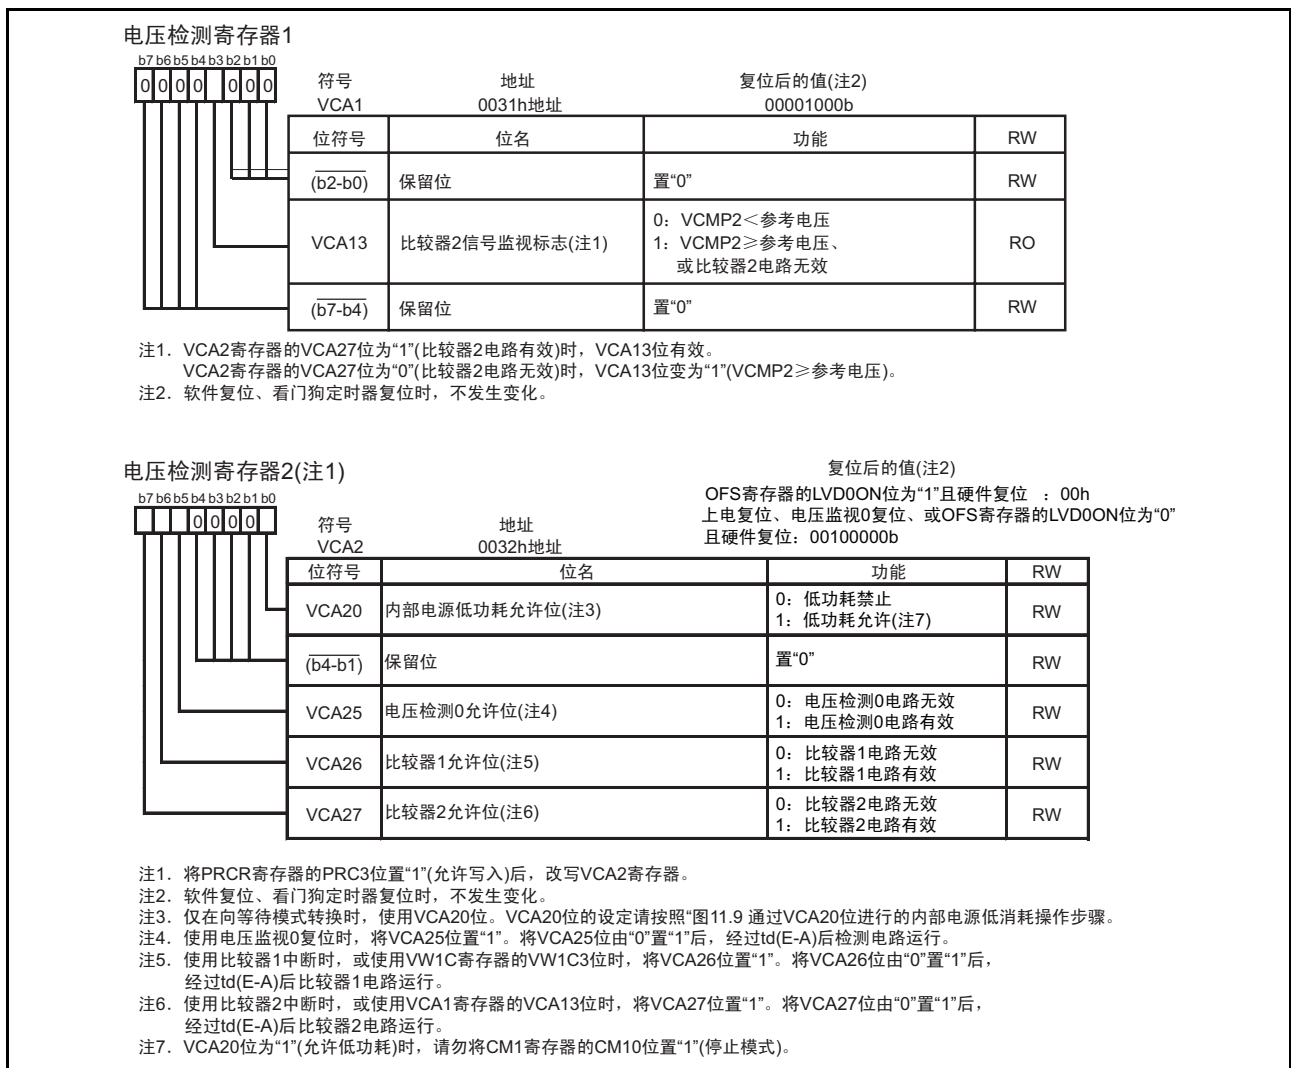 电压检测寄存器1
b7 b6 b5 b4 b3 b2 b1 b0
0 0 0 0 0 0 0
符号 地址 复位后的值(注2)
VCA1 0031h地址 00001000b
位符号 位名 功能 RW
(b2-b0) 保留位 置“0” RW
VCA13 比较器2信号监视标志(注1) 0：VCMP2＜参考电压
1：VCMP2≥参考电压、
或比较器2电路无效 RO
(b7-b4) 保留位 置“0” RW
注1．VCA2寄存器的VCA27位为“1”(比较器2电路有效)时，VCA13位有效。
VCA2寄存器的VCA27位为“0”(比较器2电路无效)时，VCA13位变为“1”(VCMP2≥参考电压)。
注2．软件复位、看门狗定时器复位时，不发生变化。
电压检测寄存器2(注1)
复位后的值(注2)
b7 b6 b5 b4 b3 b2 b1 b0
0 0 0 0
OFS寄存器的LVD0ON位为“1”且硬件复位 ：00h
上电复位、电压监视0复位、或OFS寄存器的LVD0ON位为“0”
且硬件复位：00100000b
符号 地址
VCA2 0032h地址
位符号 位名 功能 RW
VCA20 内部电源低功耗允许位(注3) 0：低功耗禁止
1：低功耗允许(注7) RW
(b4-b1) 保留位 置“0” RW
VCA25 电压检测0允许位(注4) 0：电压检测0电路无效
1：电压检测0电路有效 RW
VCA26 比较器1允许位(注5) 0：比较器1电路无效
1：比较器1电路有效 RW
VCA27 比较器2允许位(注6) 0：比较器2电路无效
1：比较器2电路有效 RW
注1．将PRCR寄存器的PRC3位置“1”(允许写入)后，改写VCA2寄存器。
注2．软件复位、看门狗定时器复位时，不发生变化。
注3．仅在向等待模式转换时，使用VCA20位。VCA20位的设定请按照“图11.9 通过VCA20位进行的内部电源低消耗操作步骤。
注4．使用电压监视0复位时，将VCA25位置“1”。将VCA25位由“0”置“1”后，经过td(E-A)后检测电路运行。
注5．使用比较器1中断时，或使用VW1C寄存器的VW1C3位时，将VCA26位置“1”。将VCA26位由“0”置“1”后，
经过td(E-A)后比较器1电路运行。
注6．使用比较器2中断时，或使用VCA1寄存器的VCA13位时，将VCA27位置“1”。将VCA27位由“0”置“1”后，
经过td(E-A)后比较器2电路运行。
注7．VCA20位为“1”(允许低功耗)时，请勿将CM1寄存器的CM10位置“1”(停止模式)。